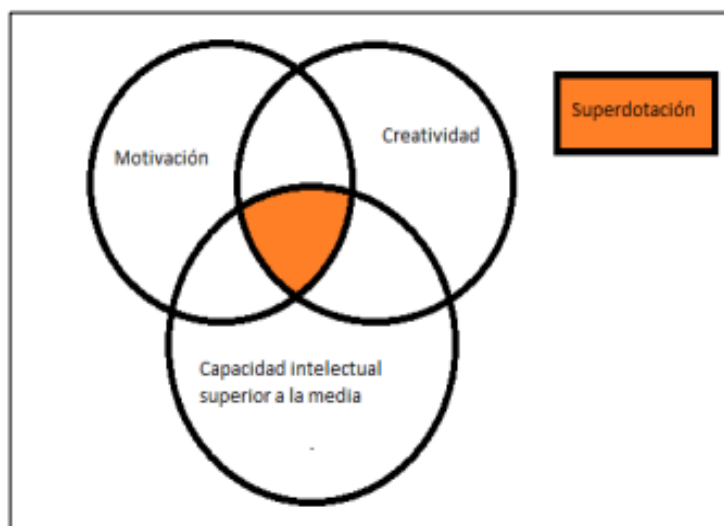 Superdotación
Creatividad
Motivación
Capacidad intelectual
superior a la media